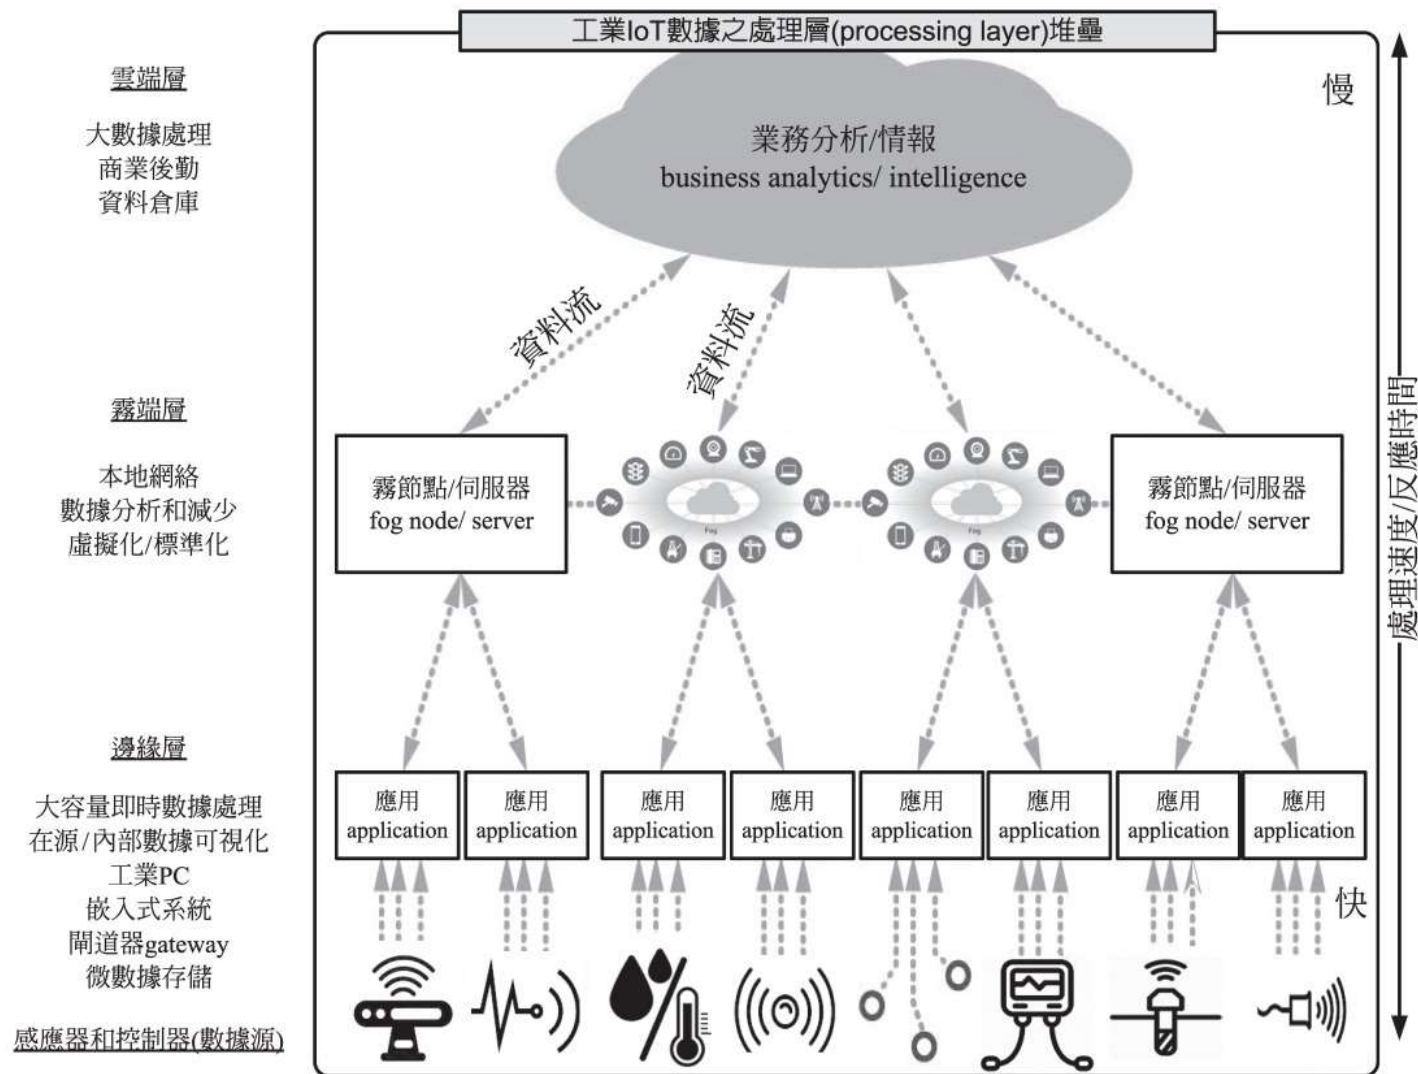 工業IoT數據之處理層(processing layer)堆壘
雲端層
大數據處理
商業後勤
資料倉庫
慢
業務分析/情報
business analytics/ intelligence
資料流
資料流
霧端層
本地網絡
數據分析和減少
虛擬化/標準化
霧節點/伺服器
fog node/ server
Fog
Fog
霧節點/伺服器
fog node/ server
處理速度/反應時間
邊緣層
大容量即時數據處理
在源/內部數據可視化
工業PC
嵌入式系統
閘道器gateway
微數據存儲
應用
application
應用
application
應用
application
應用
application
應用
application
應用
application
應用
application
應用
application
快
感應器和控制器(數據源)